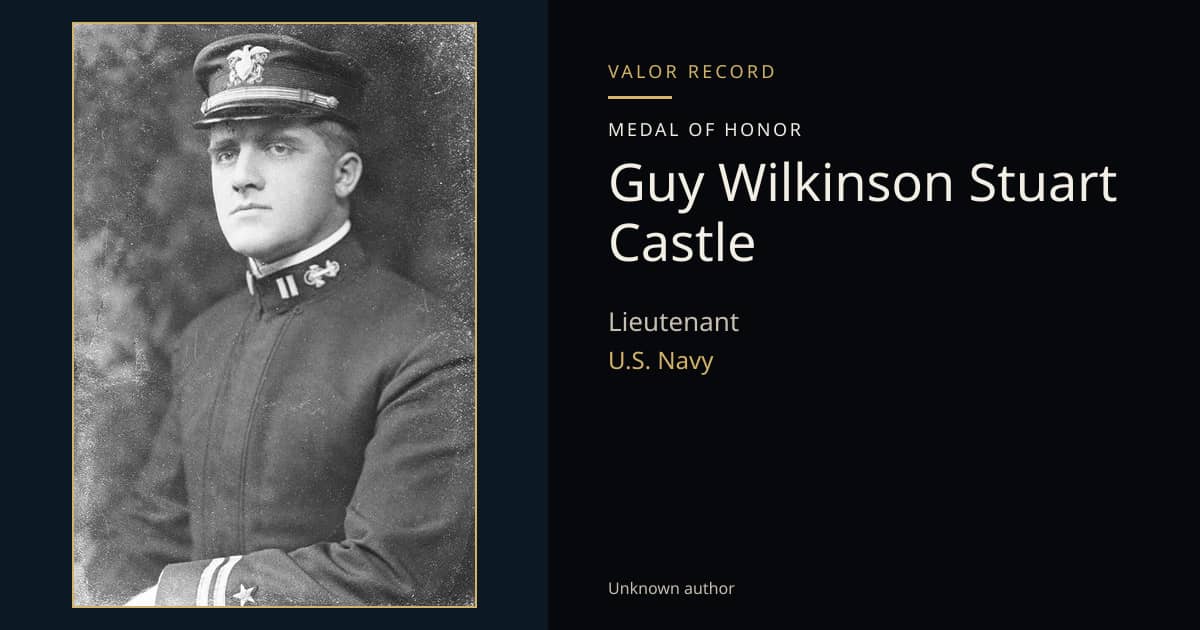 VALOR RECORD
MEDAL OF HONOR
Guy Wilkinson Stuart
Castle
Lieutenant
U.S. Navy
Unknown author